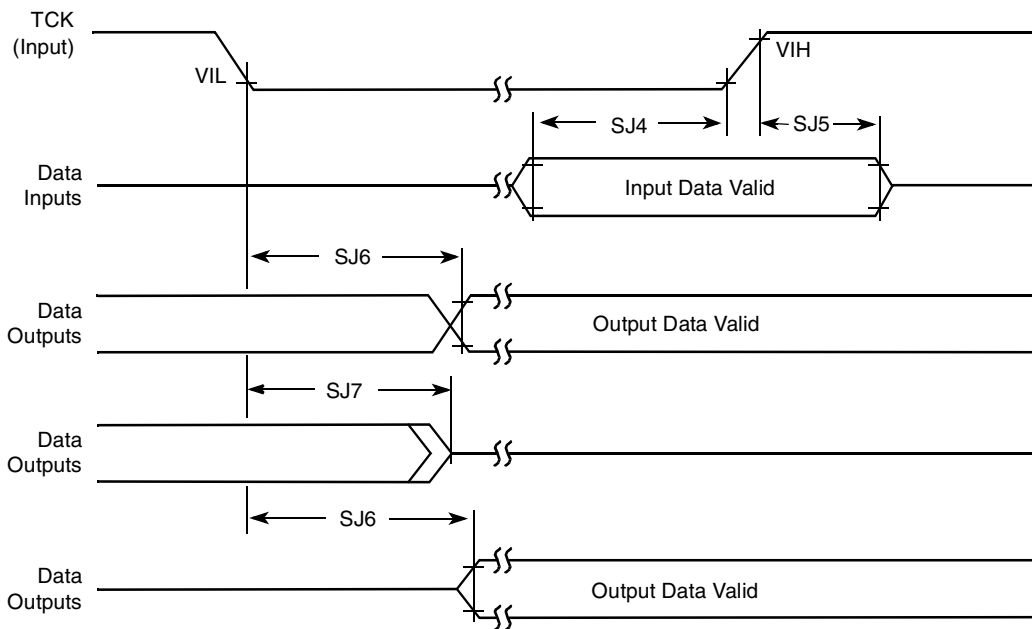 TCK
(Input)
VIL
VIH
SJ4
SJ5
Data
Inputs
Input Data Valid
SJ6
Data
Outputs
Output Data Valid
SJ7
Data
Outputs
SJ6
Data
Outputs
Output Data Valid